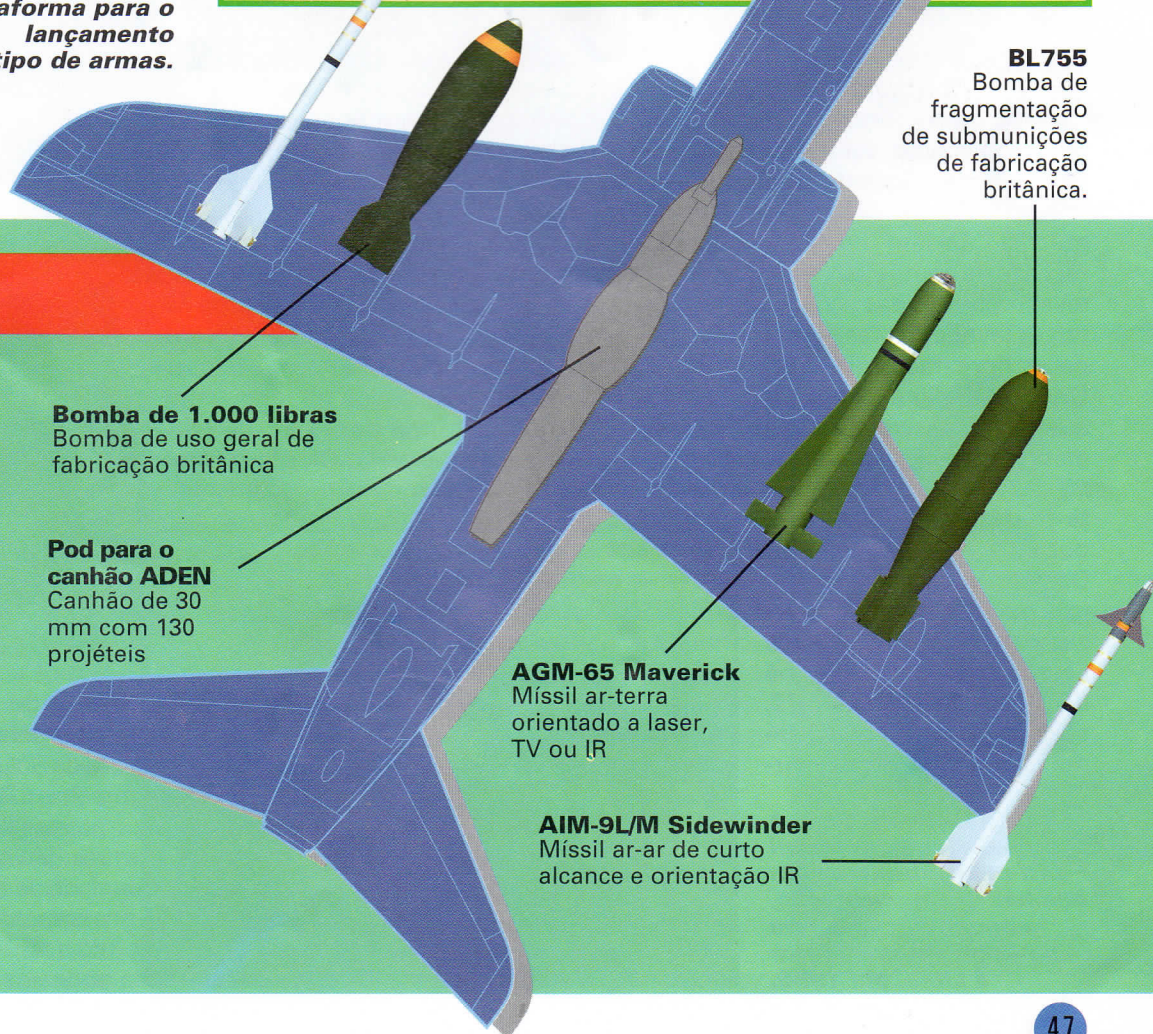 para o
lançamento
tipo de armas.
BL755
Bomba de
fragmentação
de submunições
de fabricação
britânica.
Bomba de 1.000 libras
Bomba de uso geral de
fabricação britânica
Pod para o
canhão ADEN
Canhão de 30
mm com 130
projéteis
AGM-65 Maverick
Míssil ar-terra
orientado a laser,
TV ou IR
AIM-9L/M Sidewinder
Míssil ar-ar de curto
alcance e orientação IR
47